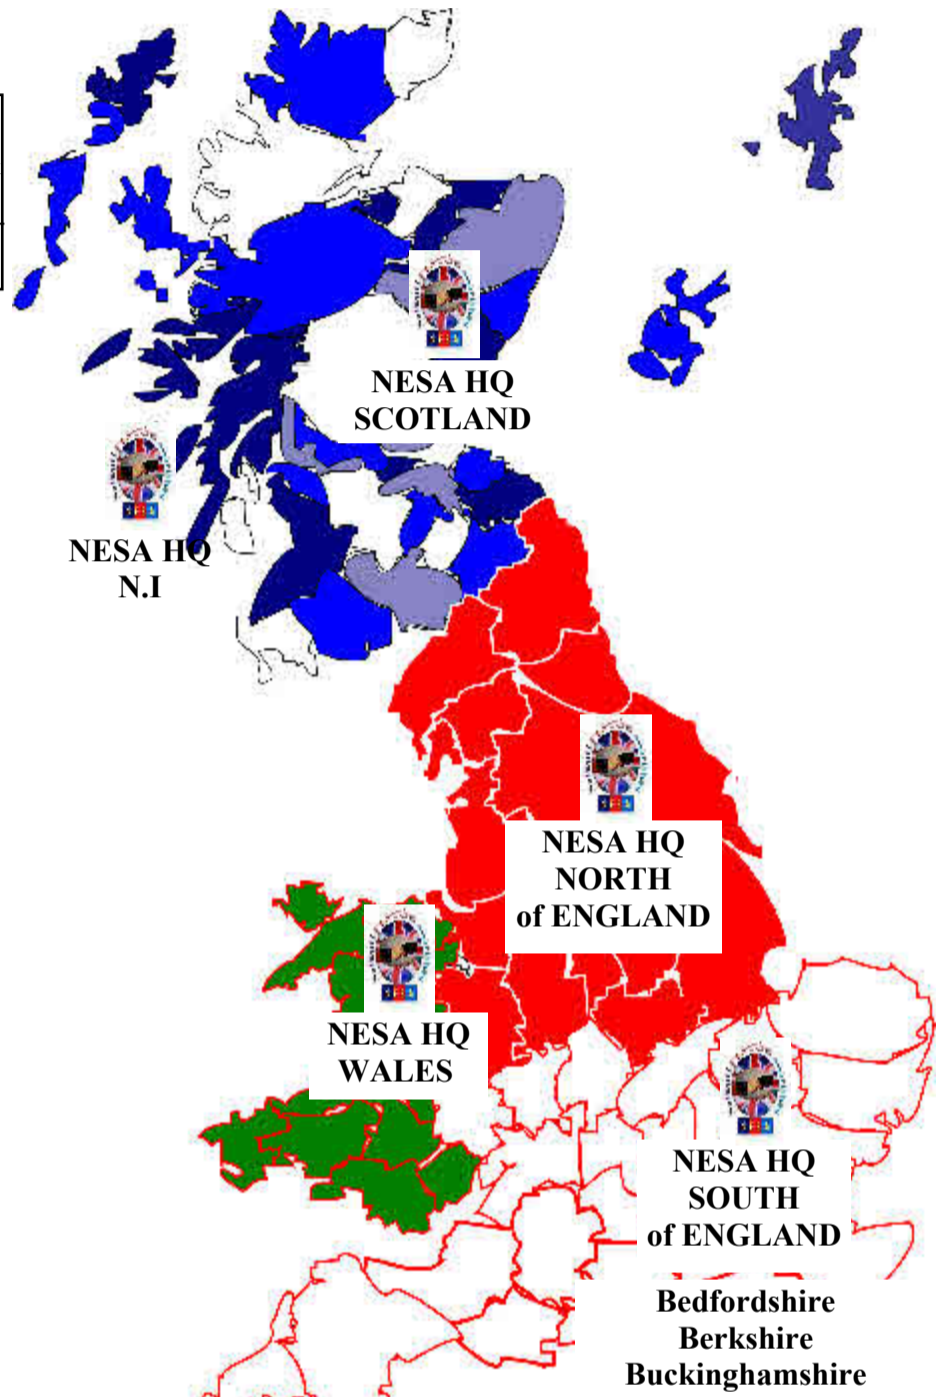 NESA HQ
SCOTLAND
NESA HQ
N.I
NESA HQ
NORTH
of ENGLAND
NESA HQ
WALES
NESA HQ
SOUTH
of ENGLAND
Bedfordshire
Berkshire
Buckinghamshire